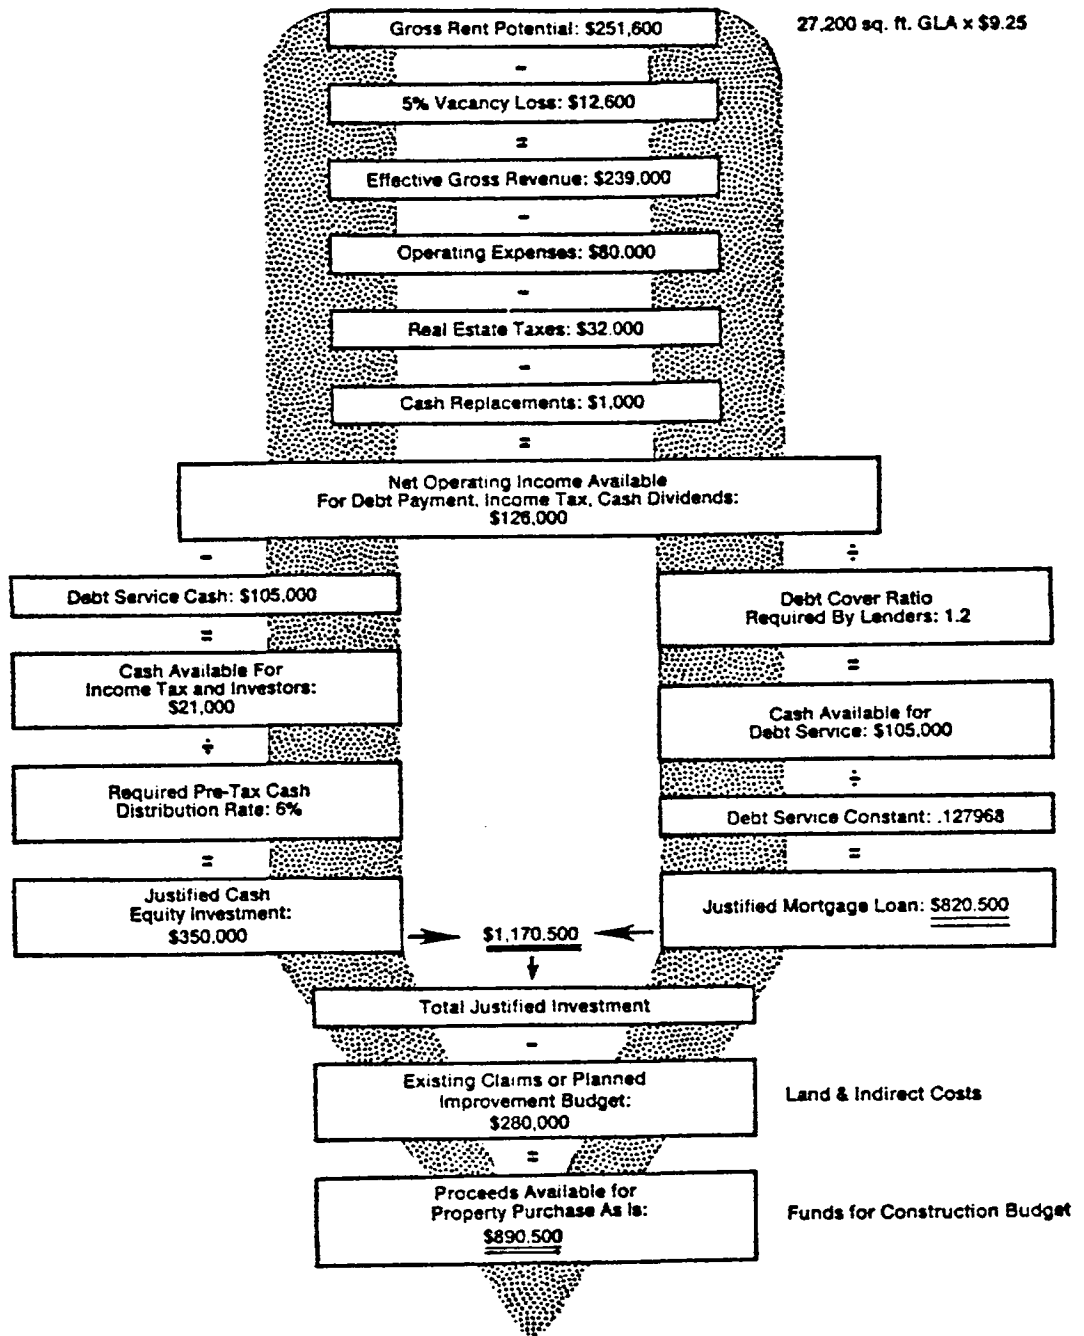 Gross Rent Potential: $251,600
27,200 sq. ft. GLA x $9.25
-
5% Vacancy Loss: $12,600
=
Effective Gross Revenue: $239.000
-
Operating Expenses: $80.000
-
Real Estate Taxes: $32.000
-
Cash Replacements: $1,000
=
Net Operating Income Available
For Debt Payment, Income Tax, Cash Dividends:
$126,000
-
Debt Service Cash: $105,000
=
Cash Available For
Income Tax and Investors:
$21,000
÷
Required Pre-Tax Cash
Distribution Rate: 6%
=
Justified Cash
Equity Investment:
$350.000
÷
Debt Cover Ratio
Required By Lenders: 1.2
=
Cash Available for
Debt Service: $105,000
÷
Debt Service Constant: .127968
=
Justified Mortgage Loan: $820.500
$1,170.500
Total Justified Investment
-
Existing Claims or Planned
Improvement Budget:
$280,000
Land & Indirect Costs
=
Proceeds Available for
Property Purchase As Is:
$890.500
Funds for Construction Budget